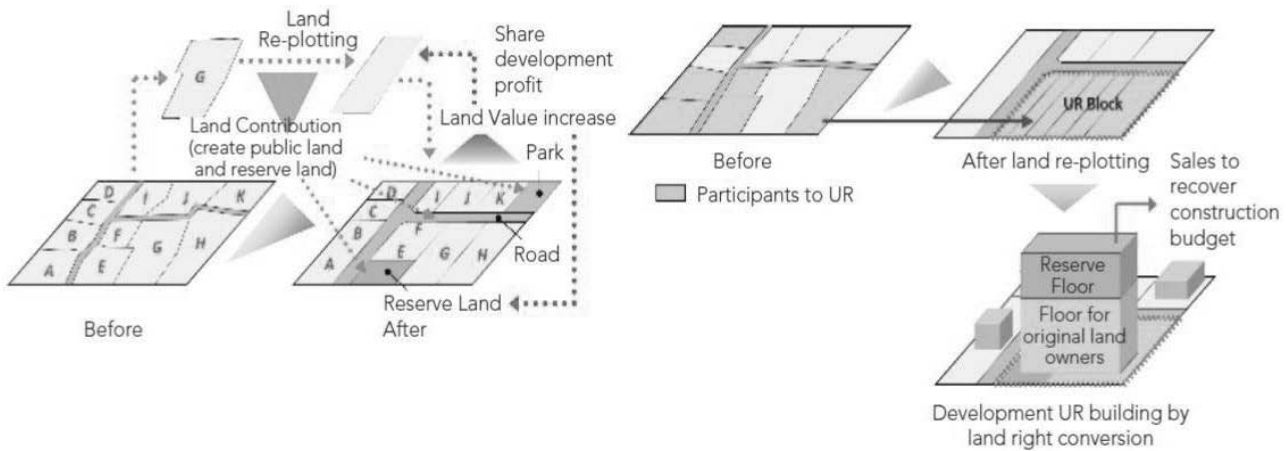 Land
Re-plotting
Share
development
profit
G
Land Contribution
(create public land
and reserve land)
Land Value increase
Park
D
I
J
K
C
B
F
G
H
A
E
D
I
J
K
C
B
F
Road
E
G
H
A
Reserve Land
Before
After
UR Block
Before
After land re-plotting
Participants to UR
Sales to
recover
construction
budget
Reserve
Floor
Floor for
original land
owners
Development UR building by
land right conversion